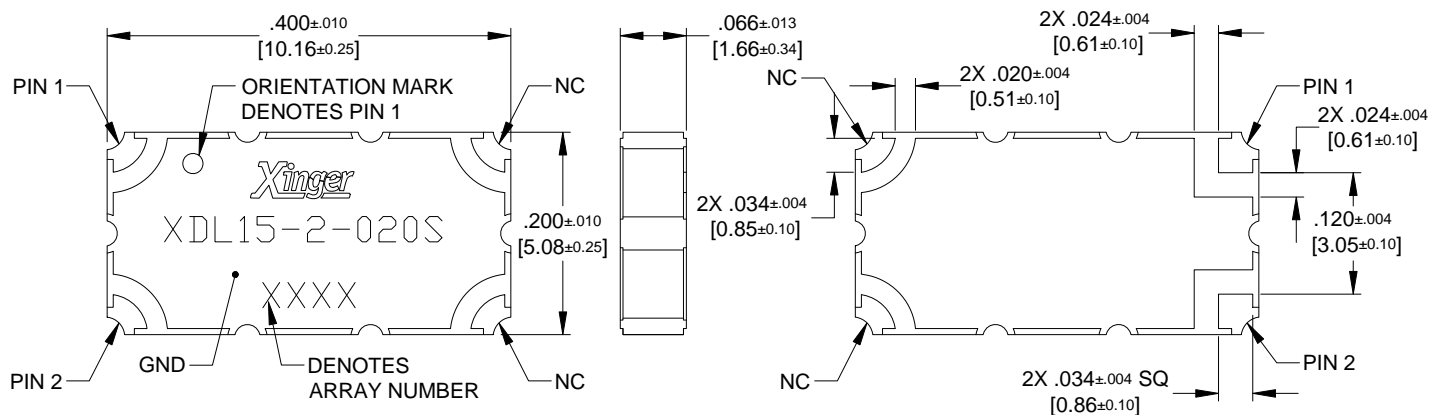 .400±.010
[10.16±0.25]
.066±.013
[1.66±0.34]
2X .024±.004
[0.61±0.10]
PIN 1
ORIENTATION MARK
DENOTES PIN 1
NC
NC
2X .020±.004
[0.51±0.10]
PIN 1
2X .024±.004
[0.61±0.10]
Xinger
XDL15-2-020S
.200±.010
[5.08±0.25]
2X .034±.004
[0.85±0.10]
.120±.004
[3.05±0.10]
XXXX
PIN 2
GND
DENOTES
ARRAY NUMBER
NC
NC
2X .034±.004 SQ
[0.86±0.10]
PIN 2